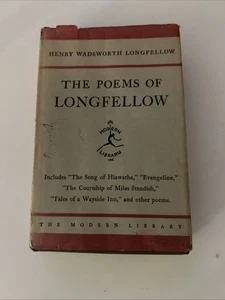 HENRY WADSWORTH LONGFELLOW
THE POEMS OF
LONGFELLOW
MODERN
LIBRARY
Includes "The Song of Hiawatha," "Evangeline,"
"The Courtship of Miles Standish,"
"Tales of a Wayside Inn," and other poems.
THE MODERN LIBRARY